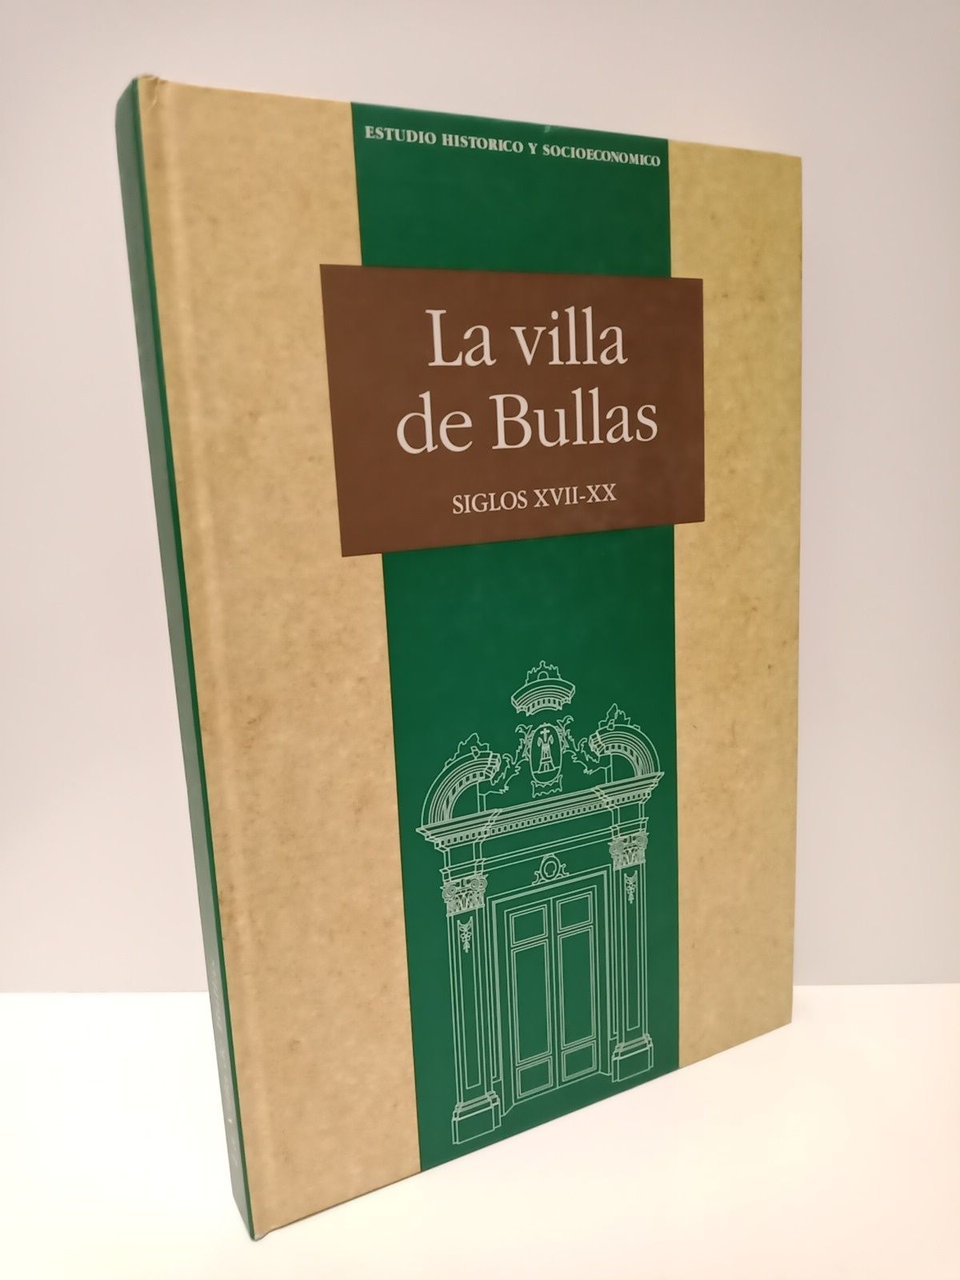 ESTUDIO HISTORICO Y SOCIOECONOMICO
La villa
de Bullas
SIGLOS XVII-XX